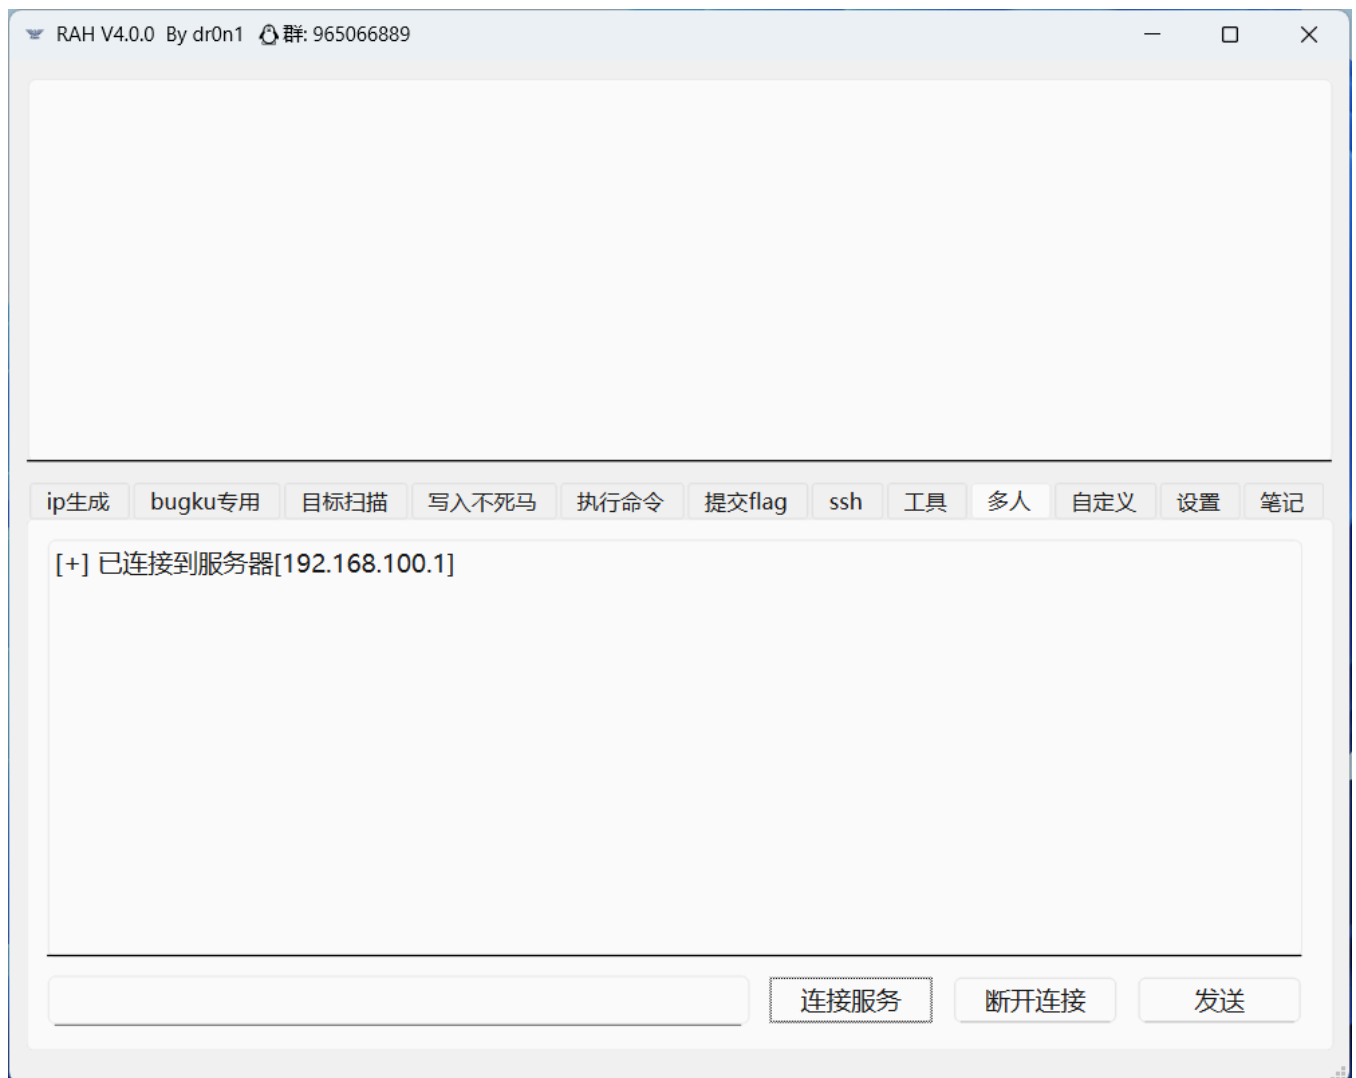 RAH V4.0.0 By dr0n1 群: 965066889
ip生成 bugku专用 目标扫描 写入不死马 执行命令 提交flag ssh 工具 多人 自定义 设置 笔记
[+] 已连接到服务器[192.168.100.1]
连接服务 断开连接 发送